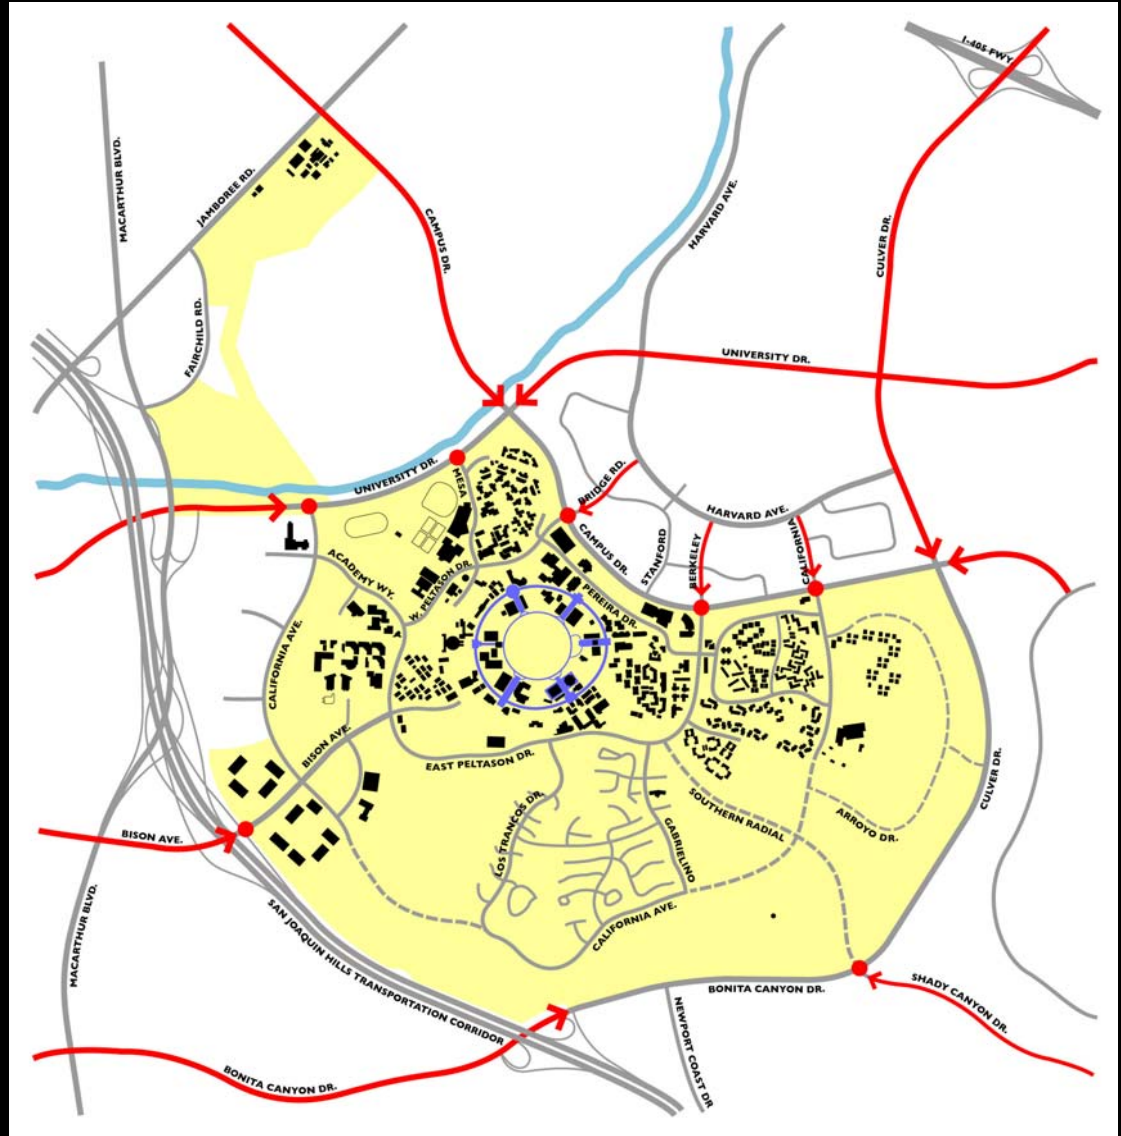 I-405 FWY.
MACARTHUR BLVD.
JAMBOREE RD.
CAMPUS DR.
HARVARD AVE.
CULVER DR.
FAIRCHILD RD.
UNIVERSITY DR.
UNIVERSITY DR.
MESA
BRIDGE RD.
HARVARD AVE.
CAMPUS DR.
STANFORD
BERKELEY
CALIFORNIA
ACADEMY WY.
W. PELTASON DR.
PEREIRA DR.
CALIFORNIA AVE.
BISON AVE.
EAST PELTASON DR.
CULVER DR.
LOS TRANCOS DR.
SOUTHERN RADIAL
ARROYO DR.
GABRIELINO
BISON AVE.
MACARTHUR BLVD.
CALIFORNIA AVE.
SAN JOAQUIN HILLS TRANSPORTATION CORRIDOR
BONITA CANYON DR.
SHADY CANYON DR.
NEWPORT COAST DR
BONITA CANYON DR.